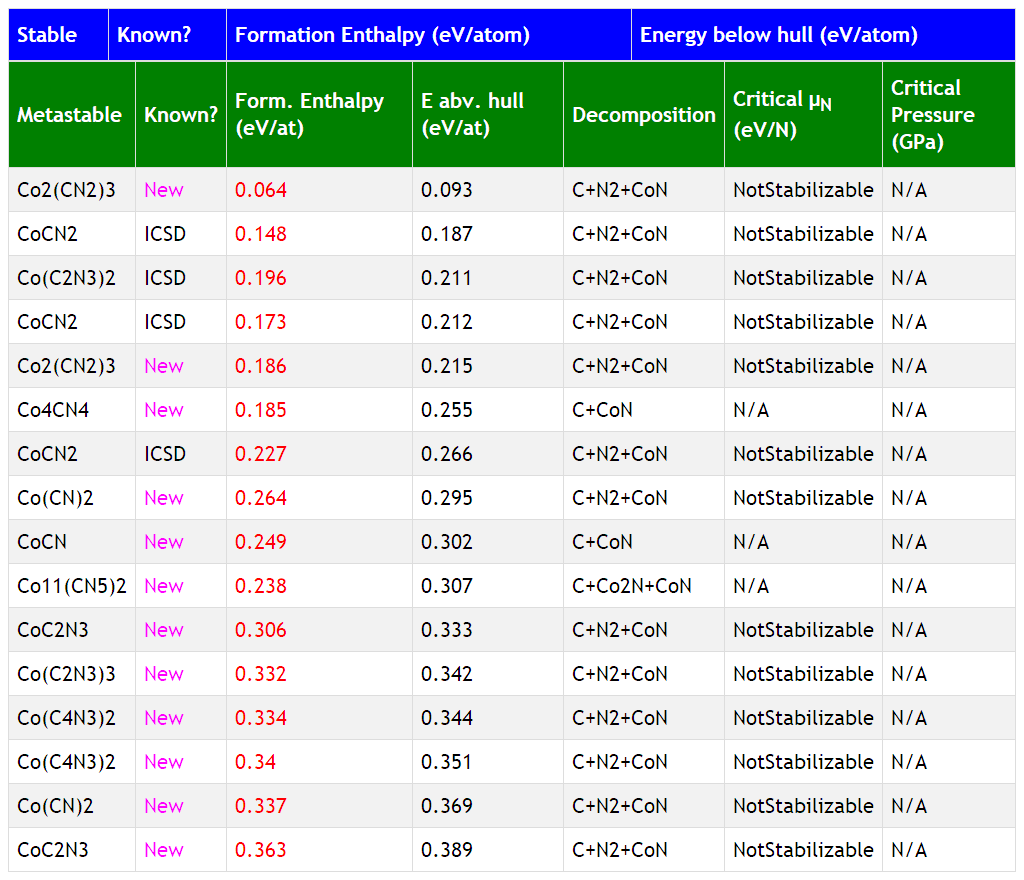 Stable Known? Formation Enthalpy (eV/atom) Energy below hull (eV/atom)
Metastable Known? Form. Enthalpy (eV/at) E abv. hull (eV/at) Decomposition Critical μN (eV/N) Critical Pressure (GPa)
Co2(CN2)3 New 0.064 0.093 C+N2+CoN NotStabilizable N/A
CoCN2 ICSD 0.148 0.187 C+N2+CoN NotStabilizable N/A
Co(C2N3)2 ICSD 0.196 0.211 C+N2+CoN NotStabilizable N/A
CoCN2 ICSD 0.173 0.212 C+N2+CoN NotStabilizable N/A
Co2(CN2)3 New 0.186 0.215 C+N2+CoN NotStabilizable N/A
Co4CN4 New 0.185 0.255 C+CoN N/A N/A
CoCN2 ICSD 0.227 0.266 C+N2+CoN NotStabilizable N/A
Co(CN)2 New 0.264 0.295 C+N2+CoN NotStabilizable N/A
CoCN New 0.249 0.302 C+CoN N/A N/A
Co11(CN5)2 New 0.238 0.307 C+Co2N+CoN N/A N/A
CoC2N3 New 0.306 0.333 C+N2+CoN NotStabilizable N/A
Co(C2N3)3 New 0.332 0.342 C+N2+CoN NotStabilizable N/A
Co(C4N3)2 New 0.334 0.344 C+N2+CoN NotStabilizable N/A
Co(C4N3)2 New 0.34 0.351 C+N2+CoN NotStabilizable N/A
Co(CN)2 New 0.337 0.369 C+N2+CoN NotStabilizable N/A
CoC2N3 New 0.363 0.389 C+N2+CoN NotStabilizable N/A